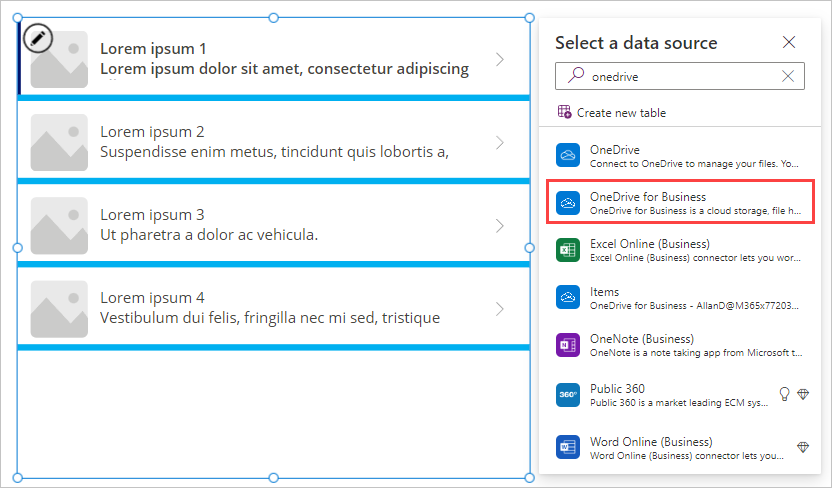 Lorem ipsum 1
Lorem ipsum dolor sit amet, consectetur adipiscing
Lorem ipsum 2
Suspendisse enim metus, tincidunt quis lobortis a,
Lorem ipsum 3
Ut pharetra a dolor ac vehicula.
Lorem ipsum 4
Vestibulum dui felis, fringilla nec mi sed, tristique
Select a data source
onedrive
Create new table
OneDrive
Connect to OneDrive to manage your files. Yo...
OneDrive for Business
OneDrive for Business is a cloud storage, file h...
Excel Online (Business)
Excel Online (Business) connector lets you wor...
Items
OneDrive for Business - AllanD@M365x77203...
OneNote (Business)
OneNote is a note taking app from Microsoft t...
360°
Public 360
Public 360 is a market leading ECM sys...
Word Online (Business)
Word Online (Business) connector lets you...